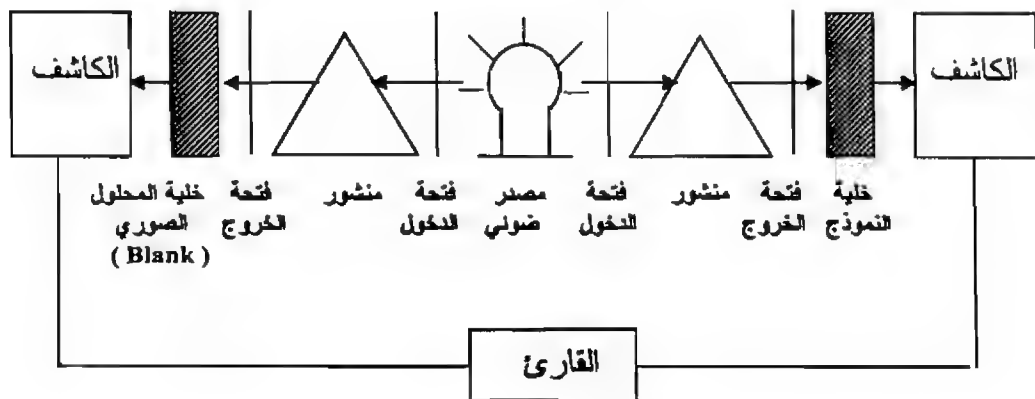 الكاشف
الكاشف
خلية
النموذج
فتحة
الخروج
منشور
فتحة
الدخول
مصدر
ضوئي
فتحة
الدخول
منشور
فتحة
الخروج
خلية المحلول
الصوري
( Blank )
القارئ